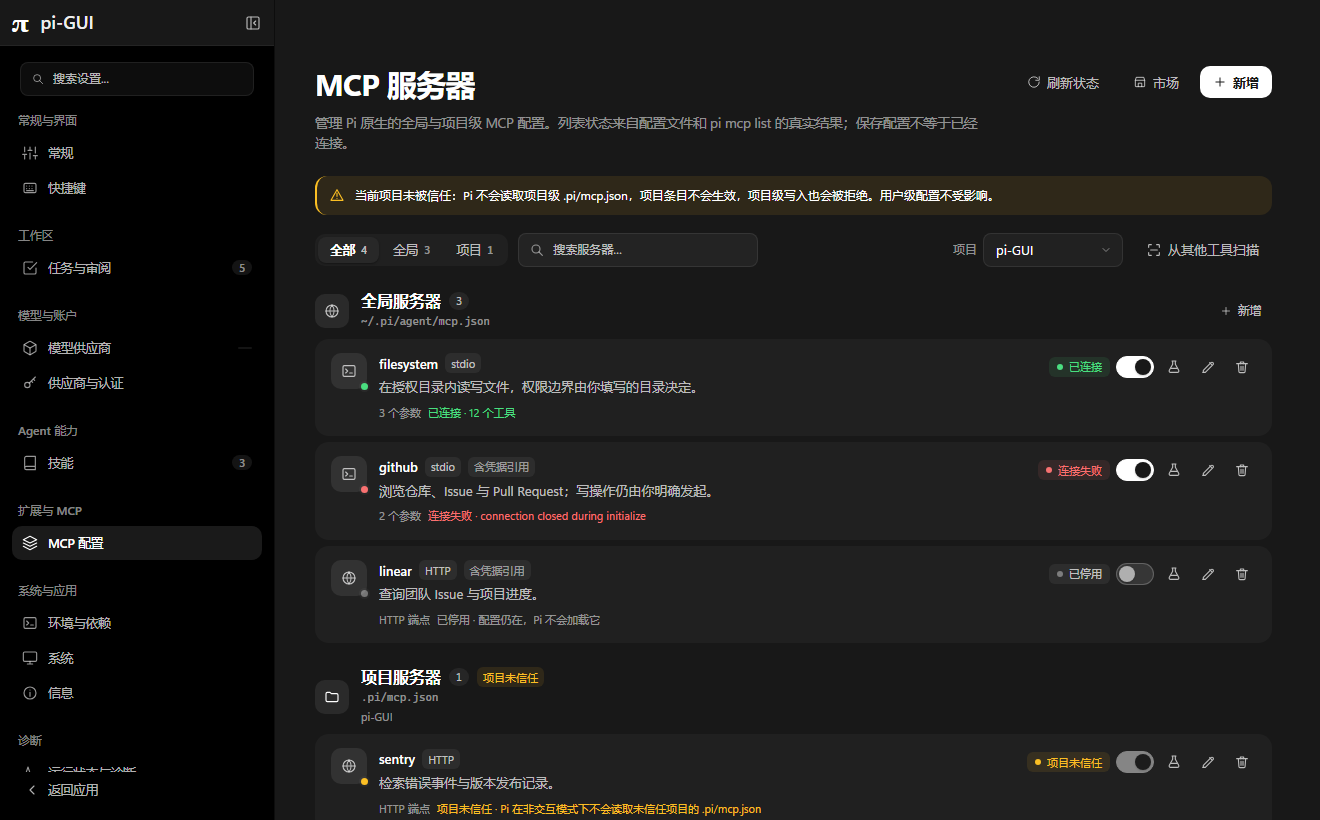 π pi-GUI
搜索设置...
常规与界面
常规
快捷键
工作区
任务与审阅 5
模型与账户
模型供应商 —
供应商与认证
Agent 能力
技能 3
扩展与 MCP
MCP 配置
系统与应用
环境与依赖
系统
信息
诊断
返回应用
MCP 服务器
刷新状态 市场 + 新增
管理 Pi 原生的全局与项目级 MCP 配置。列表状态来自配置文件和 pi mcp list 的真实结果；保存配置不等于已经
连接。
当前项目未被信任：Pi 不会读取项目级 .pi/mcp.json，项目条目不会生效，项目级写入也会被拒绝。用户级配置不受影响。
全部 4 全局 3 项目 1 搜索服务器... 项目 pi-GUI 从其他工具扫描
全局服务器 3
~/.pi/agent/mcp.json
+ 新增
filesystem stdio 已连接
在授权目录内读写文件，权限边界由你填写的目录决定。
3 个参数 已连接 · 12 个工具
github stdio 含凭据引用 连接失败
浏览仓库、Issue 与 Pull Request；写操作仍由你明确发起。
2 个参数 连接失败 · connection closed during initialize
linear HTTP 含凭据引用 已停用
查询团队 Issue 与项目进度。
HTTP 端点 已停用 · 配置仍在，Pi 不会加载它
项目服务器 1 项目未信任
.pi/mcp.json
pi-GUI
sentry HTTP 项目未信任
检索错误事件与版本发布记录。
HTTP 端点 项目未信任 · Pi 在非交互模式下不会读取未信任项目的 .pi/mcp.json